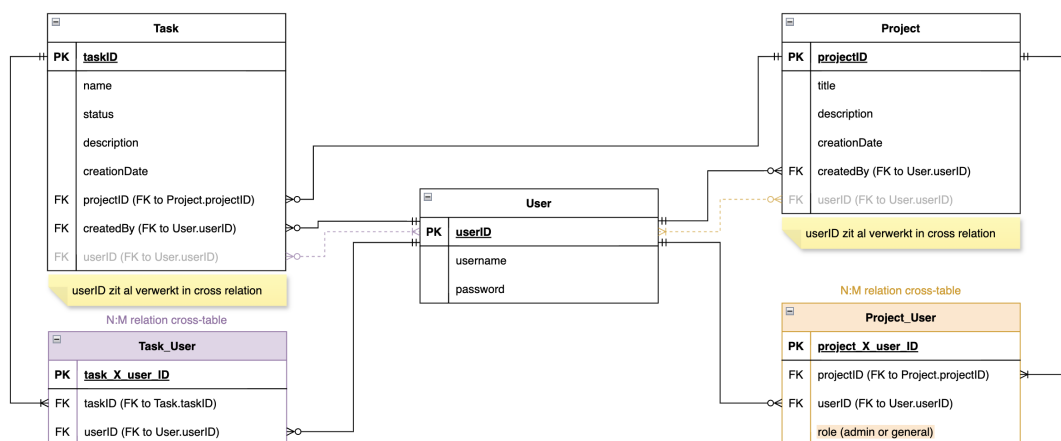 Task
PK taskID
name
status
description
creationDate
FK projectID (FK to Project.projectID)
FK createdBy (FK to User.userID)
FK userID (FK to User.userID)
userID zit al verwerkt in cross relation
N:M relation cross-table
Task_User
PK task_X_user_ID
FK taskID (FK to Task.taskID)
FK userID (FK to User.userID)
User
PK userID
username
password
Project
PK projectID
title
description
creationDate
FK createdBy (FK to User.userID)
FK userID (FK to User.userID)
userID zit al verwerkt in cross relation
N:M relation cross-table
Project_User
PK project_X_user_ID
FK projectID (FK to Project.projectID)
FK userID (FK to User.userID)
role (admin or general)